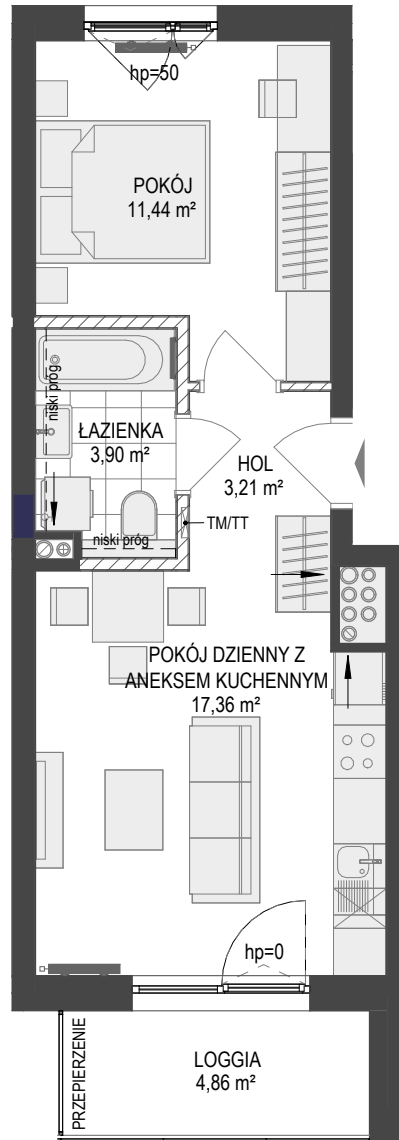 hp=50
POKÓJ
11,44 m²
niski próg
ŁAZIENKA
3,90 m²
HOL
3,21 m²
TM/TT
niski próg
POKÓJ DZIENNY Z
ANEKSEM KUCHENNYM
17,36 m²
hp=0
PRZEPIERZENIE
LOGGIA
4,86 m²